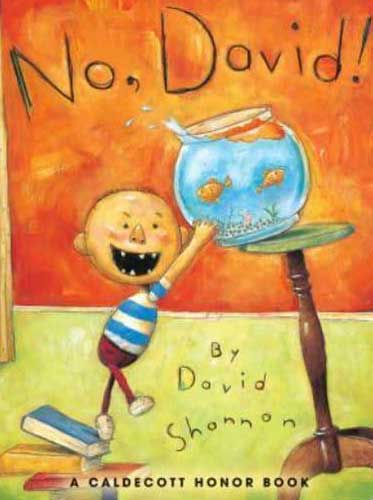 No, David!
By
David
Shannon
A CALDECOTT HONOR BOOK